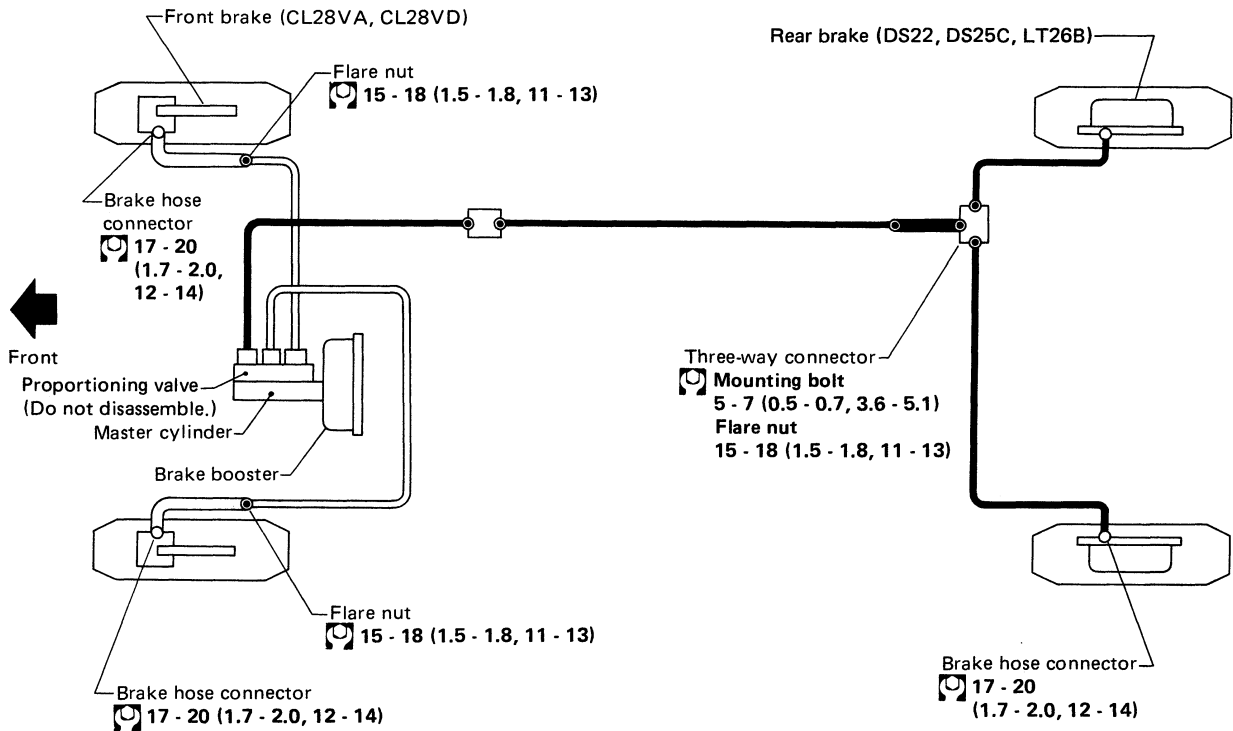 Front brake (CL28VA, CL28VD)
Rear brake (DS22, DS25C, LT26B)
Flare nut
15 - 18 (1.5 - 1.8, 11 - 13)
Brake hose
connector
17 - 20
(1.7 - 2.0,
12 - 14)
Front
Proportioning valve
(Do not disassemble.)
Master cylinder
Brake booster
Three-way connector
Mounting bolt
5 - 7 (0.5 - 0.7, 3.6 - 5.1)
Flare nut
15 - 18 (1.5 - 1.8, 11 - 13)
Flare nut
15 - 18 (1.5 - 1.8, 11 - 13)
Brake hose connector
17 - 20 (1.7 - 2.0, 12 - 14)
Brake hose connector
17 - 20
(1.7 - 2.0, 12 - 14)